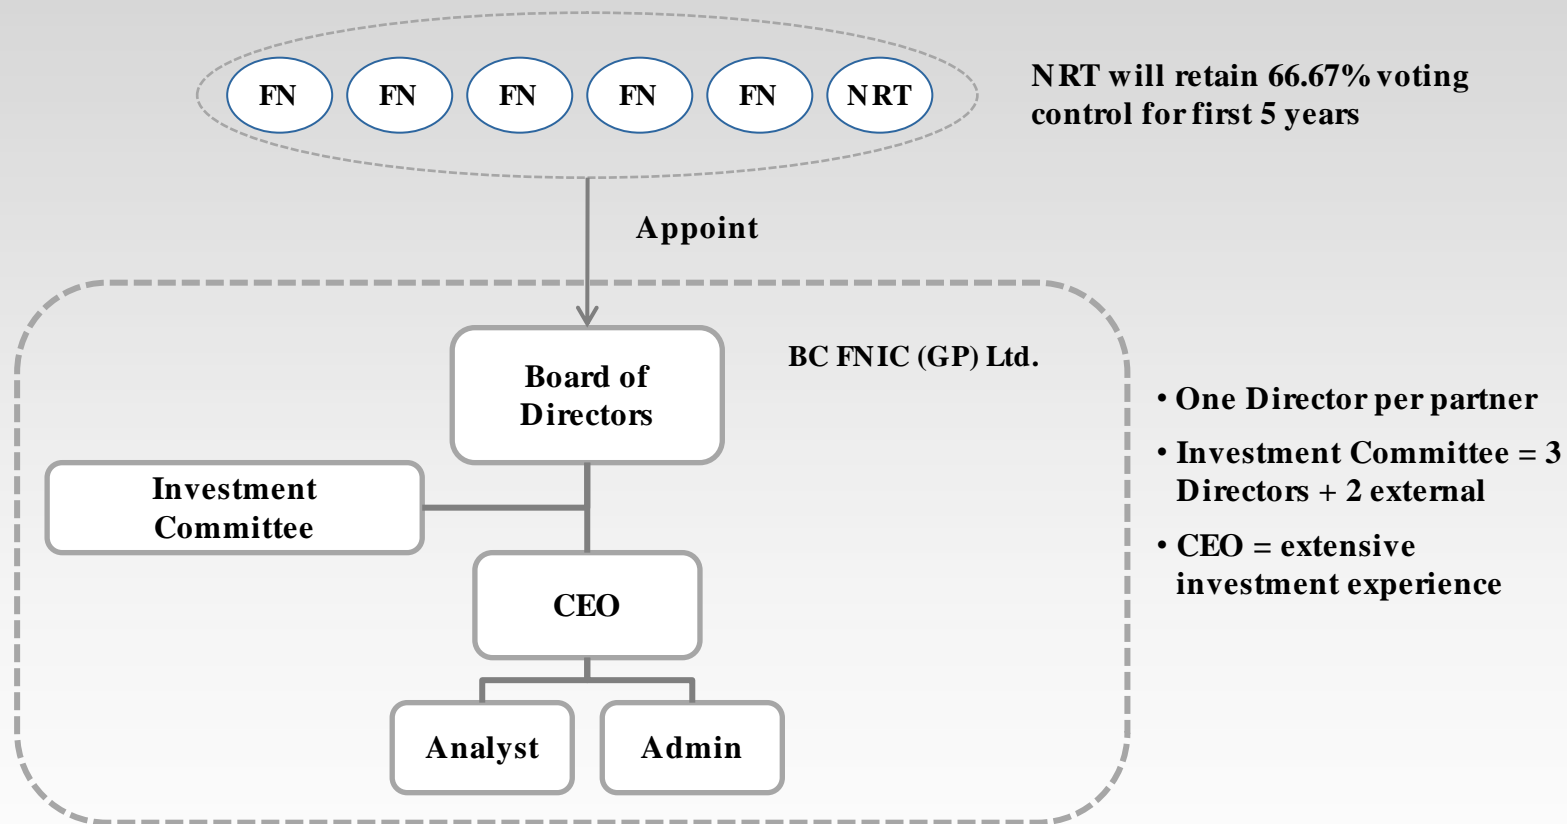 FN
FN
FN
FN
FN
NRT
NRT will retain 66.67% voting
control for first 5 years
Appoint
Board of
Directors
BC FNIC (GP) Ltd.
Investment
Committee
CEO
Analyst
Admin
• One Director per partner
• Investment Committee = 3
Directors + 2 external
• CEO = extensive
investment experience